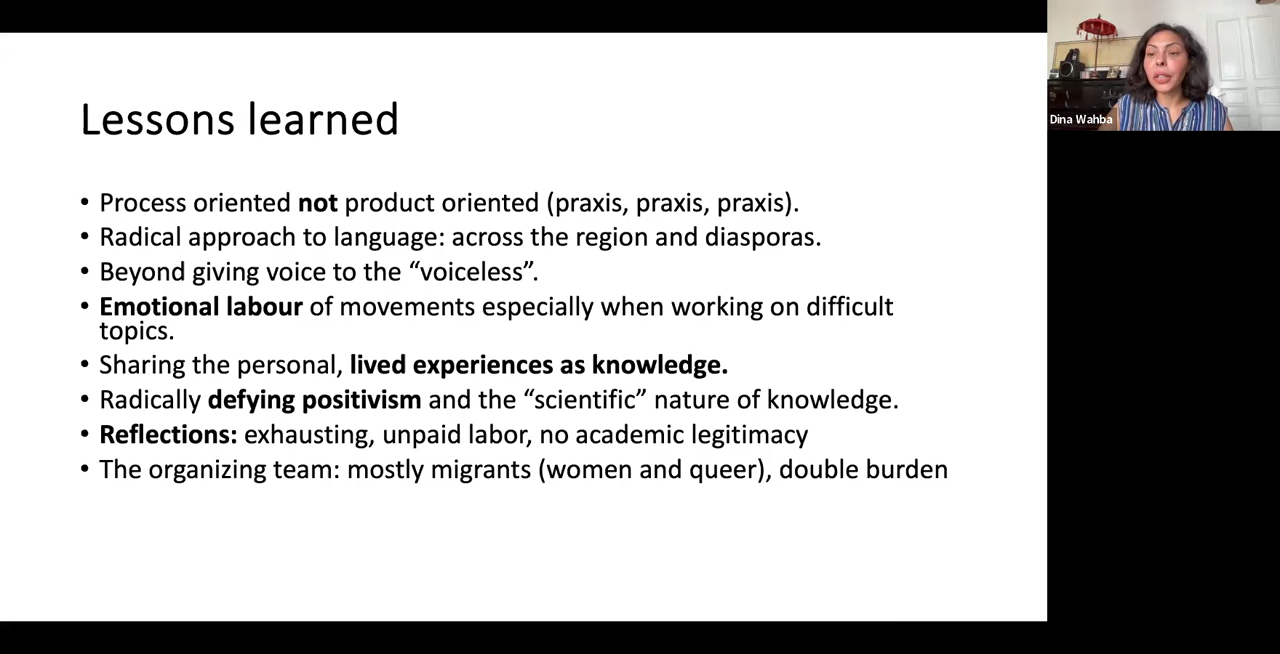 Lessons learned
• Process oriented not product oriented (praxis, praxis, praxis).
• Radical approach to language: across the region and diasporas.
• Beyond giving voice to the “voiceless”.
• Emotional labour of movements especially when working on difficult
topics.
• Sharing the personal, lived experiences as knowledge.
• Radically defying positivism and the “scientific” nature of knowledge.
• Reflections: exhausting, unpaid labor, no academic legitimacy
• The organizing team: mostly migrants (women and queer), double burden
Dina Wahba